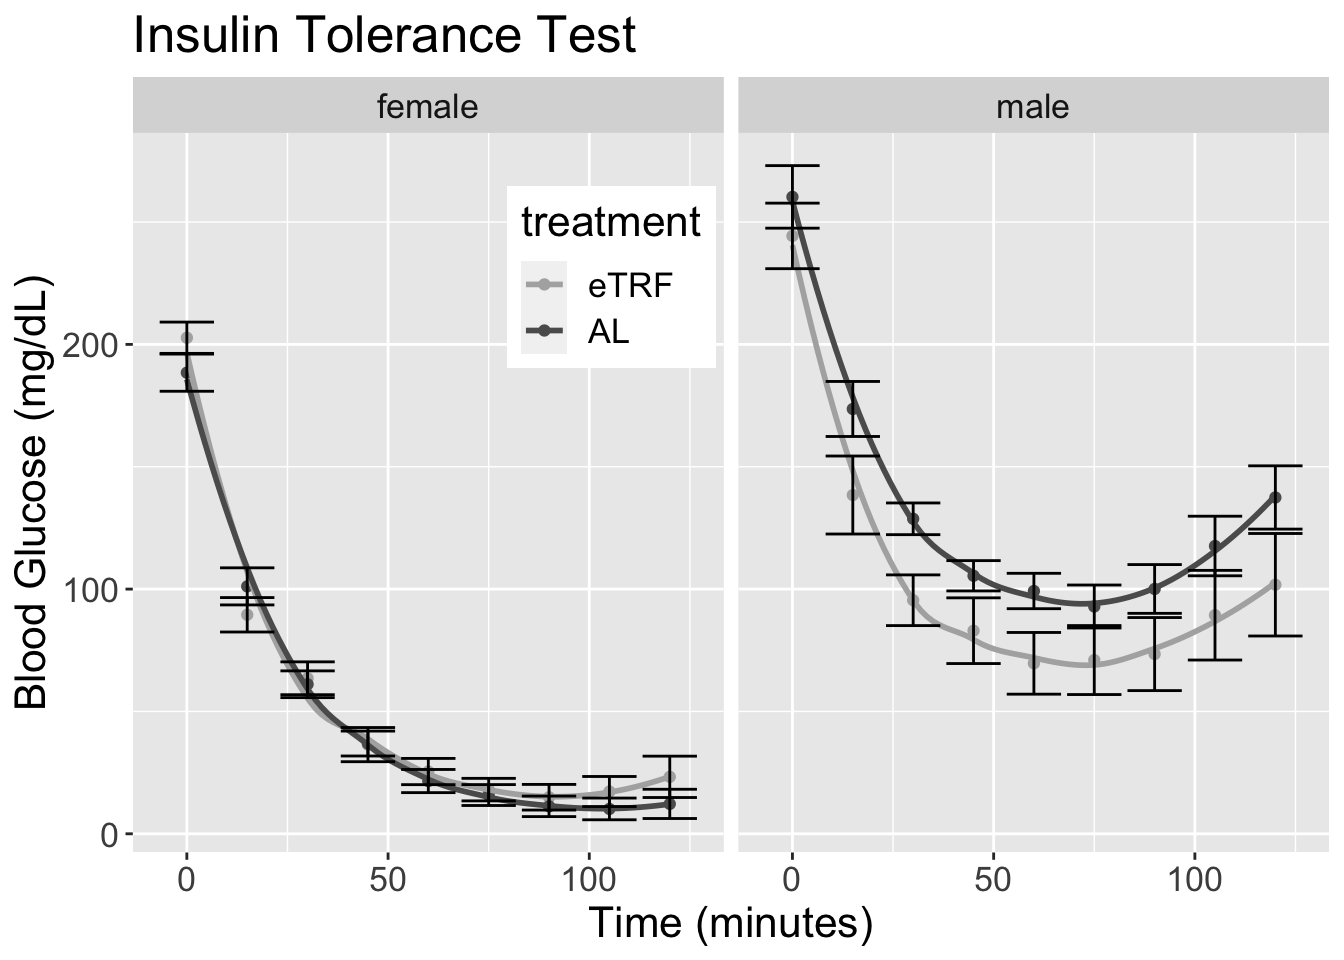 Insulin Tolerance Test
female
male
treatment
eTRF
AL
Blood Glucose (mg/dL)
200
100
0
0 50 100
0 50 100
Time (minutes)